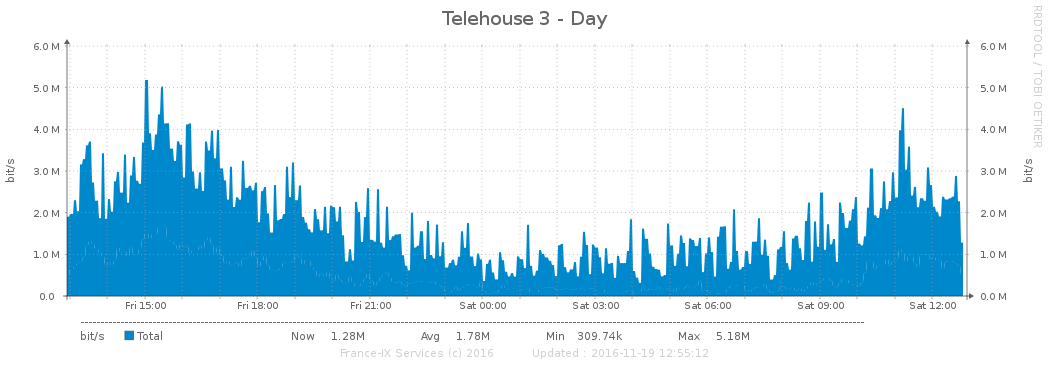 Telehouse 3 - Day
RRDTOOL / TOBI OETIKER
6.0 M 6.0 M
5.0 M 5.0 M
4.0 M 4.0 M
3.0 M 3.0 M
2.0 M 2.0 M
1.0 M 1.0 M
0.0 0.0 M
bit/s bit/s
Fri 15:00 Fri 18:00 Fri 21:00 Sat 00:00 Sat 03:00 Sat 06:00 Sat 09:00 Sat 12:00
bit/s Total Now 1.28M Avg 1.78M Min 309.74k Max 5.18M
France-IX Services (c) 2016 Updated : 2016-11-19 12:55:12